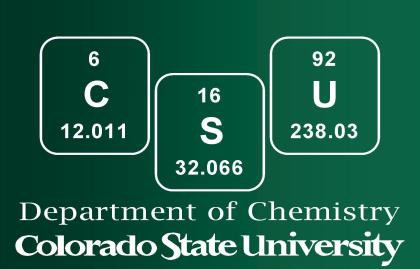 6
C
12.011
16
S
32.066
92
U
238.03
Department of Chemistry
Colorado State University